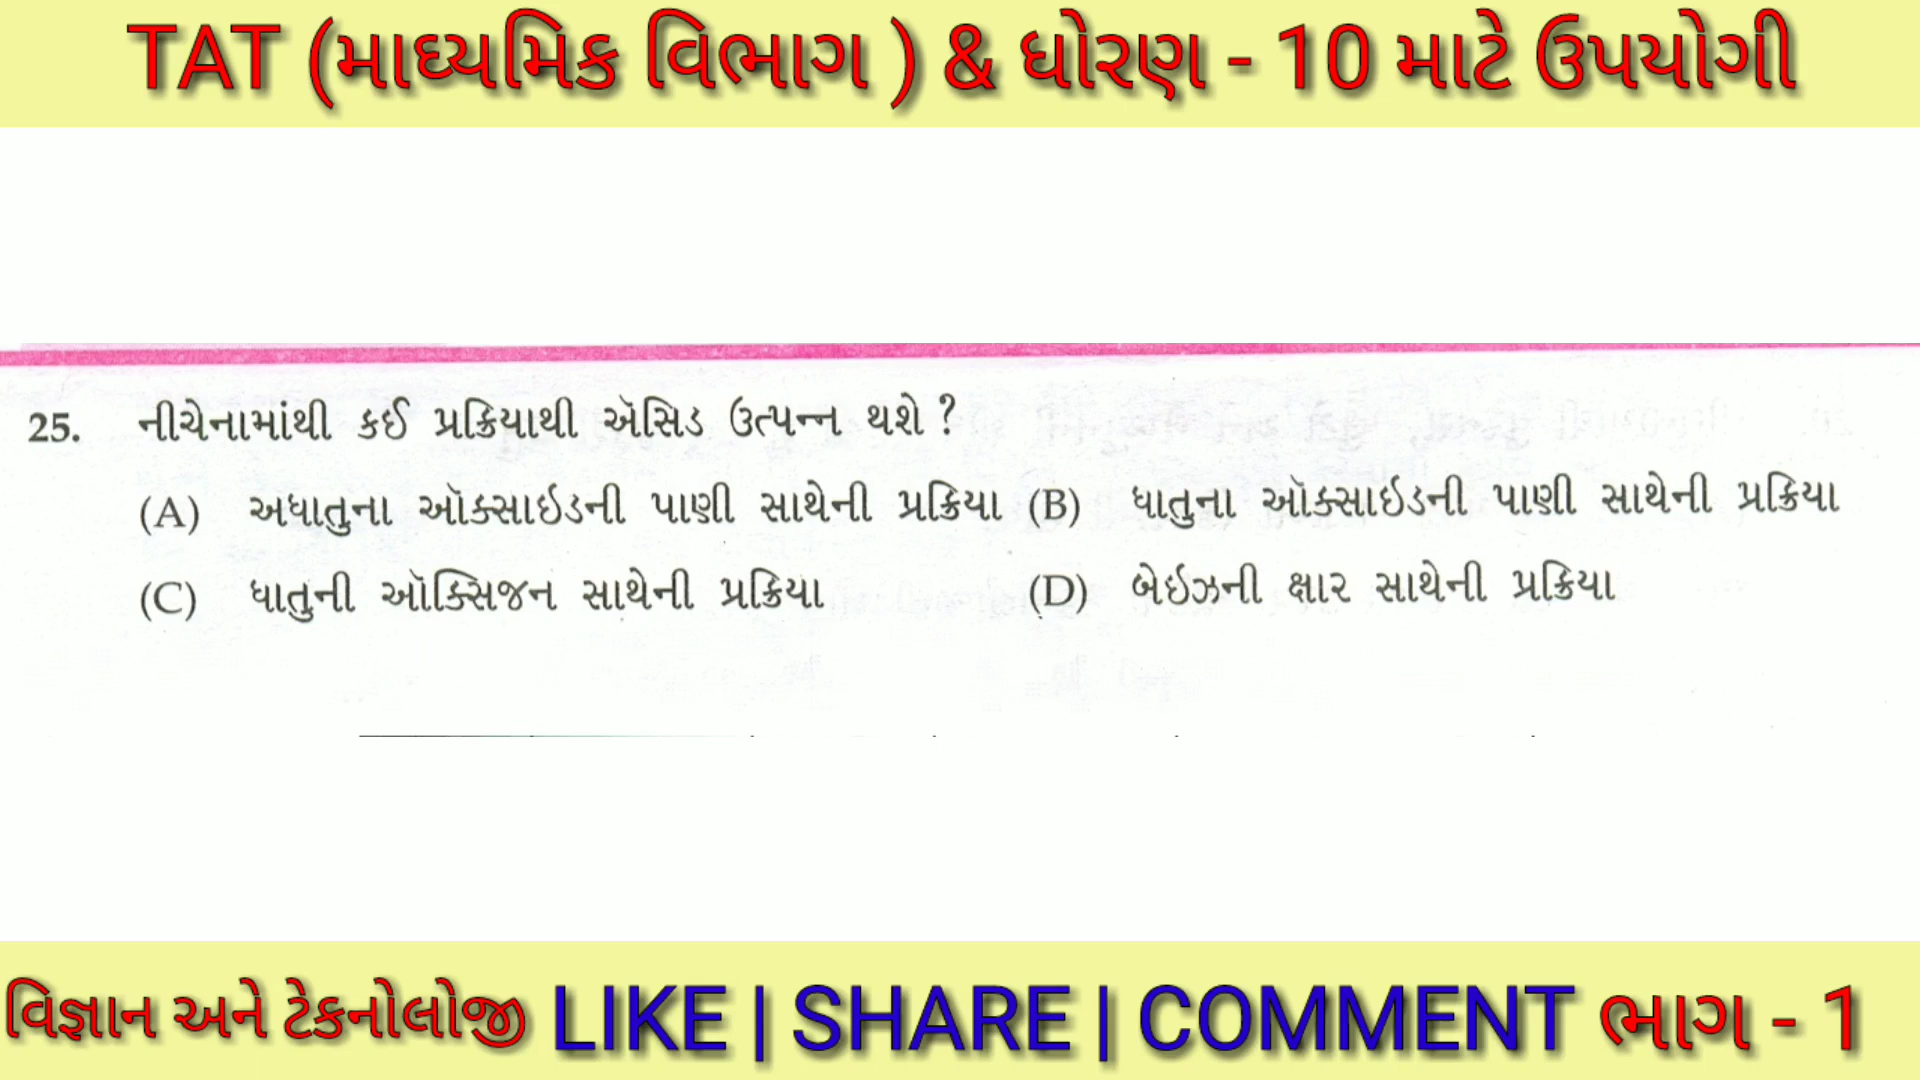 TAT (માધ્યમિક વિભાગ ) & ધોરણ - 10 માટે ઉપયોગી
25. નીચેનામાંથી કઈ પ્રક્રિયાથી ઍસિડ ઉત્પન્ન થશે ?
(A) અધાતુના ઑક્સાઇડની પાણી સાથેની પ્રક્રિયા (B) ધાતુના ઑક્સાઇડની પાણી સાથેની પ્રક્રિયા
(C) ધાતુની ઑક્સિજન સાથેની પ્રક્રિયા (D) બેઇઝની ક્ષાર સાથેની પ્રક્રિયા
વિજ્ઞાન અને ટેકનોલોજી LIKE | SHARE | COMMENT ભાગ - 1